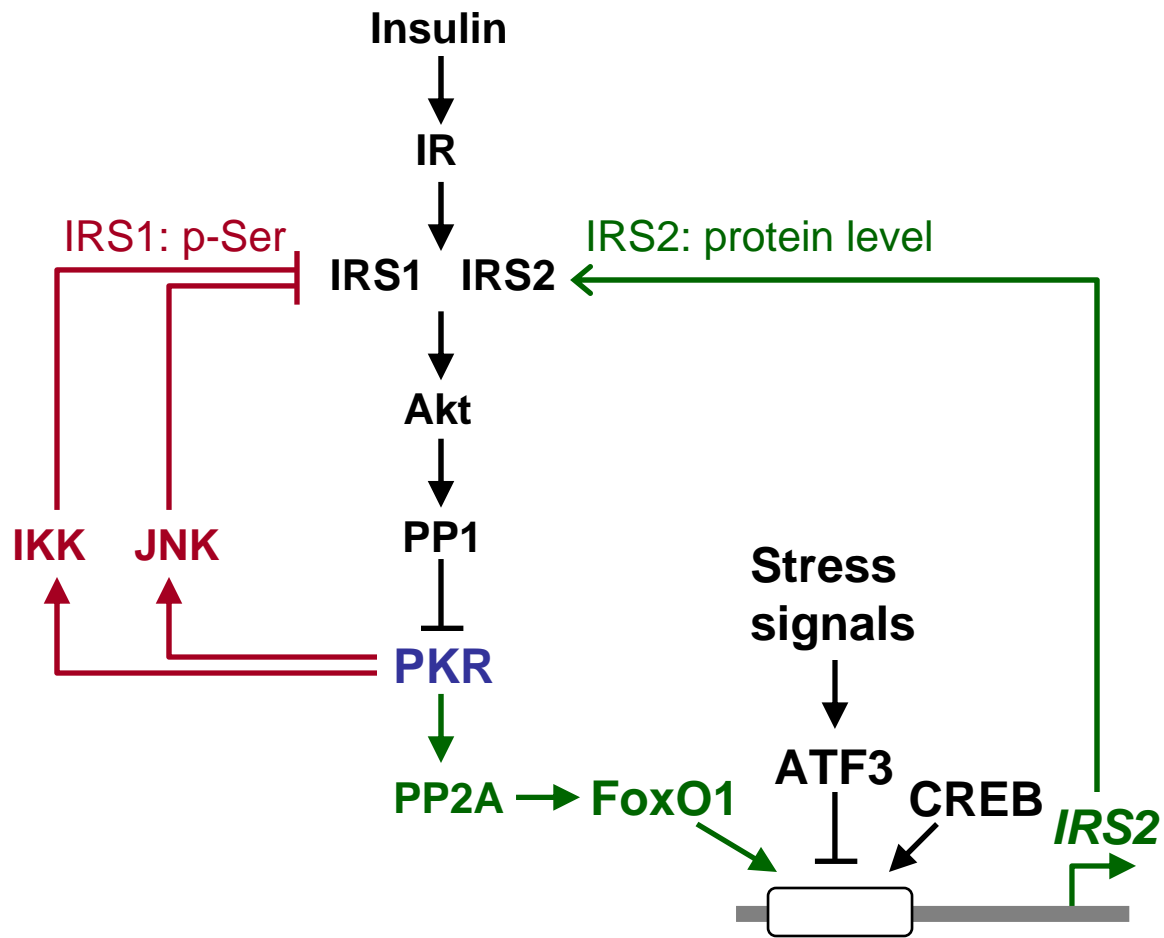 Insulin
IR
IRS1: p-Ser
IRS2: protein level
IRS1 IRS2
Akt
IKK JNK
PP1
Stress
signals
PKR
ATF3
PP2A
FoxO1
CREB
IRS2